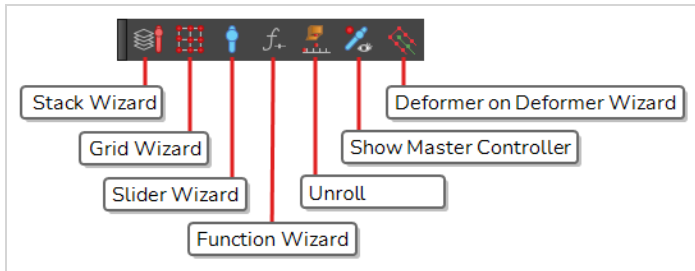 Stack Wizard
Deformer on Deformer Wizard
Grid Wizard
Show Master Controller
Slider Wizard
Unroll
Function Wizard